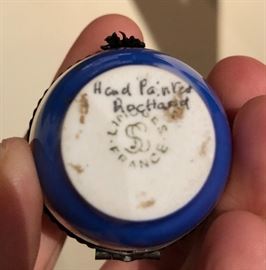 Hand Painted
Rochard
LIMOGES
FRANCE